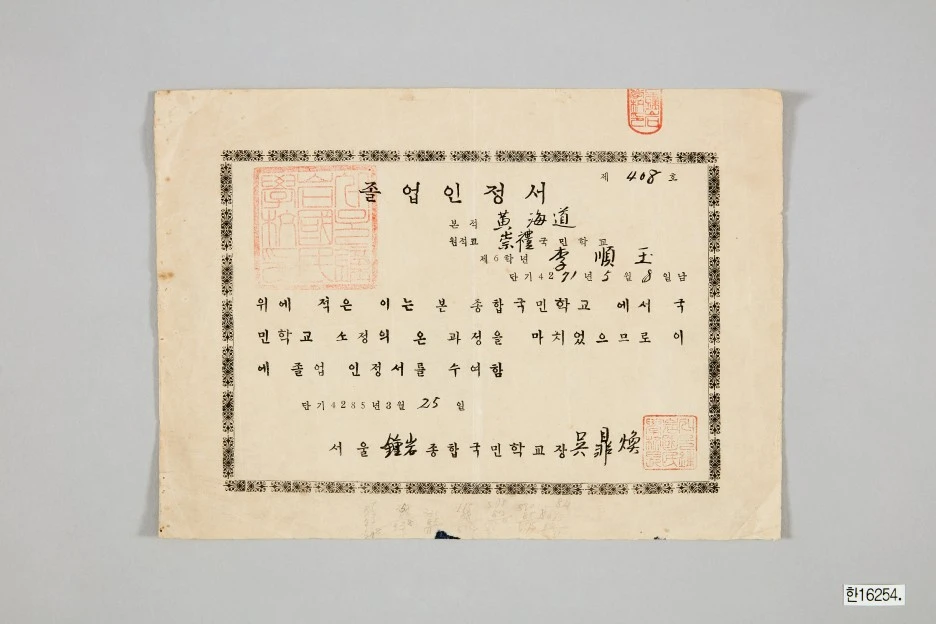 제 408 호
졸업인정서
본적 黃海道
원적교 崇禮국민학교
제6학년 李順玉
단기4271년5월8일남
위에 적은 이는 본 종합국민학교 에서 국
민학교 소정의 온 과정을 마치었으므로 이
에 졸업 인정서를 수여함
단기4285년3월 25 일
서울 鍾岩 종합국민학교장 吳鼎煥
한16254.